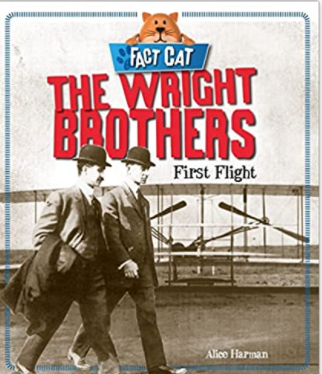 FACT CAT
THE WRIGHT
BROTHERS
First Flight
Alice Harman